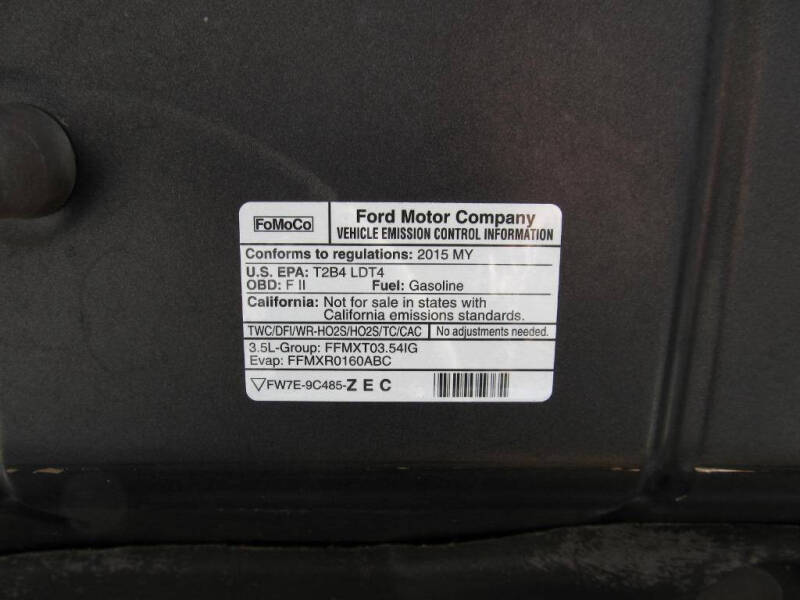 FoMoCo
Ford Motor Company
VEHICLE EMISSION CONTROL INFORMATION
Conforms to regulations: 2015 MY
U.S. EPA: T2B4 LDT4
OBD: F II Fuel: Gasoline
California: Not for sale in states with
California emissions standards.
TWC/DFI/WR-HO2S/HO2S/TC/CAC No adjustments needed.
3.5L-Group: FFMXT03.54IG
Evap: FFMXR0160ABC
FW7E-9C485-ZEC